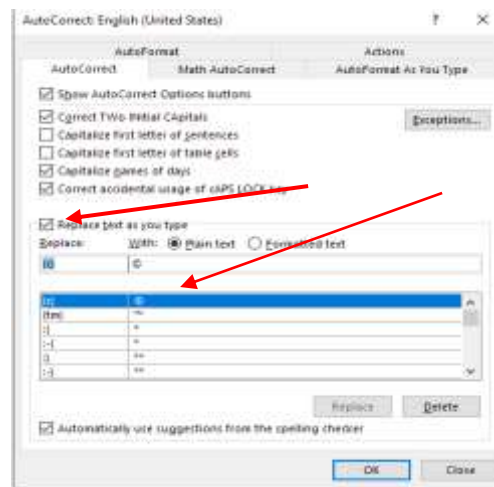 AutoCorrect: English (United States) ? ×
AutoFormat Actions
AutoCorrect Math AutoCorrect AutoFormat As You Type
Show AutoCorrect Options buttons
Correct TWo INitial CApitals
Exceptions...
Capitalize first letter of sentences
Capitalize first letter of table cells
Capitalize names of days
Correct accidental usage of cAPS LOCK key
Replace text as you type
Replace: With: Plain text Formatted text
©
©
(tm) ™
:(
:-(
:)
:-)
Replace Delete
Automatically use suggestions from the spelling checker
OK Close